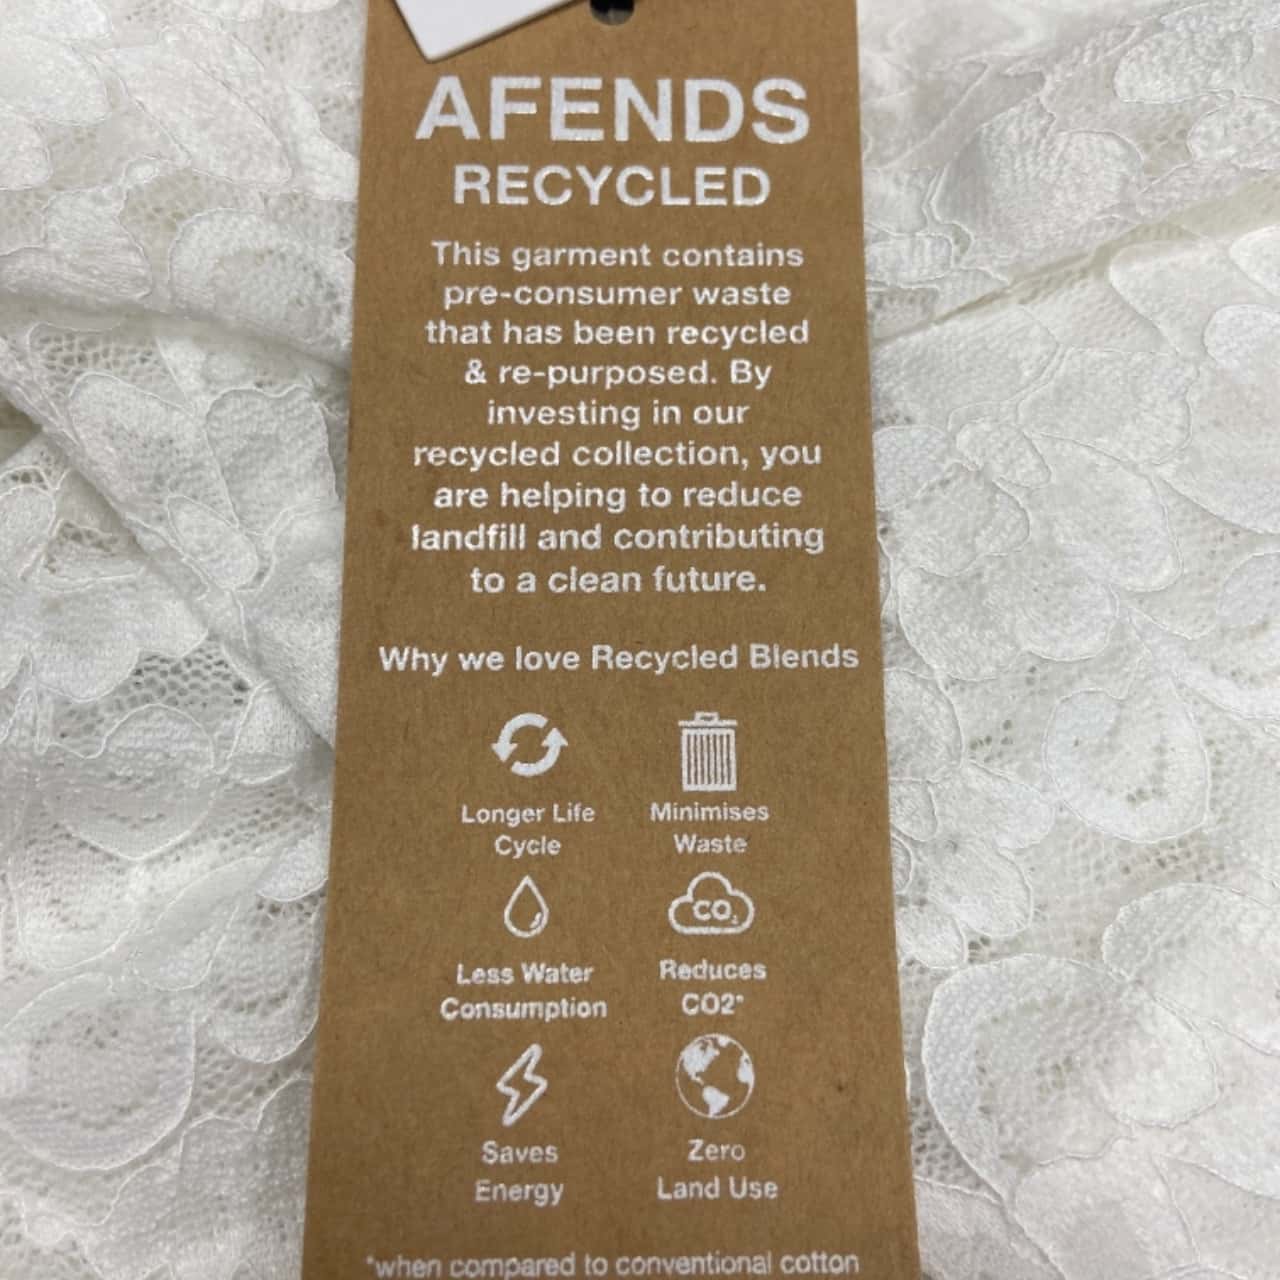 AFENDS
RECYCLED
This garment contains
pre-consumer waste
that has been recycled
& re-purposed. By
investing in our
recycled collection, you
are helping to reduce
landfill and contributing
to a clean future.
Why we love Recycled Blends
Longer Life Minimises
Cycle Waste
CO₂
Less Water Reduces
Consumption CO2*
Saves Zero
Energy Land Use
*when compared to conventional cotton